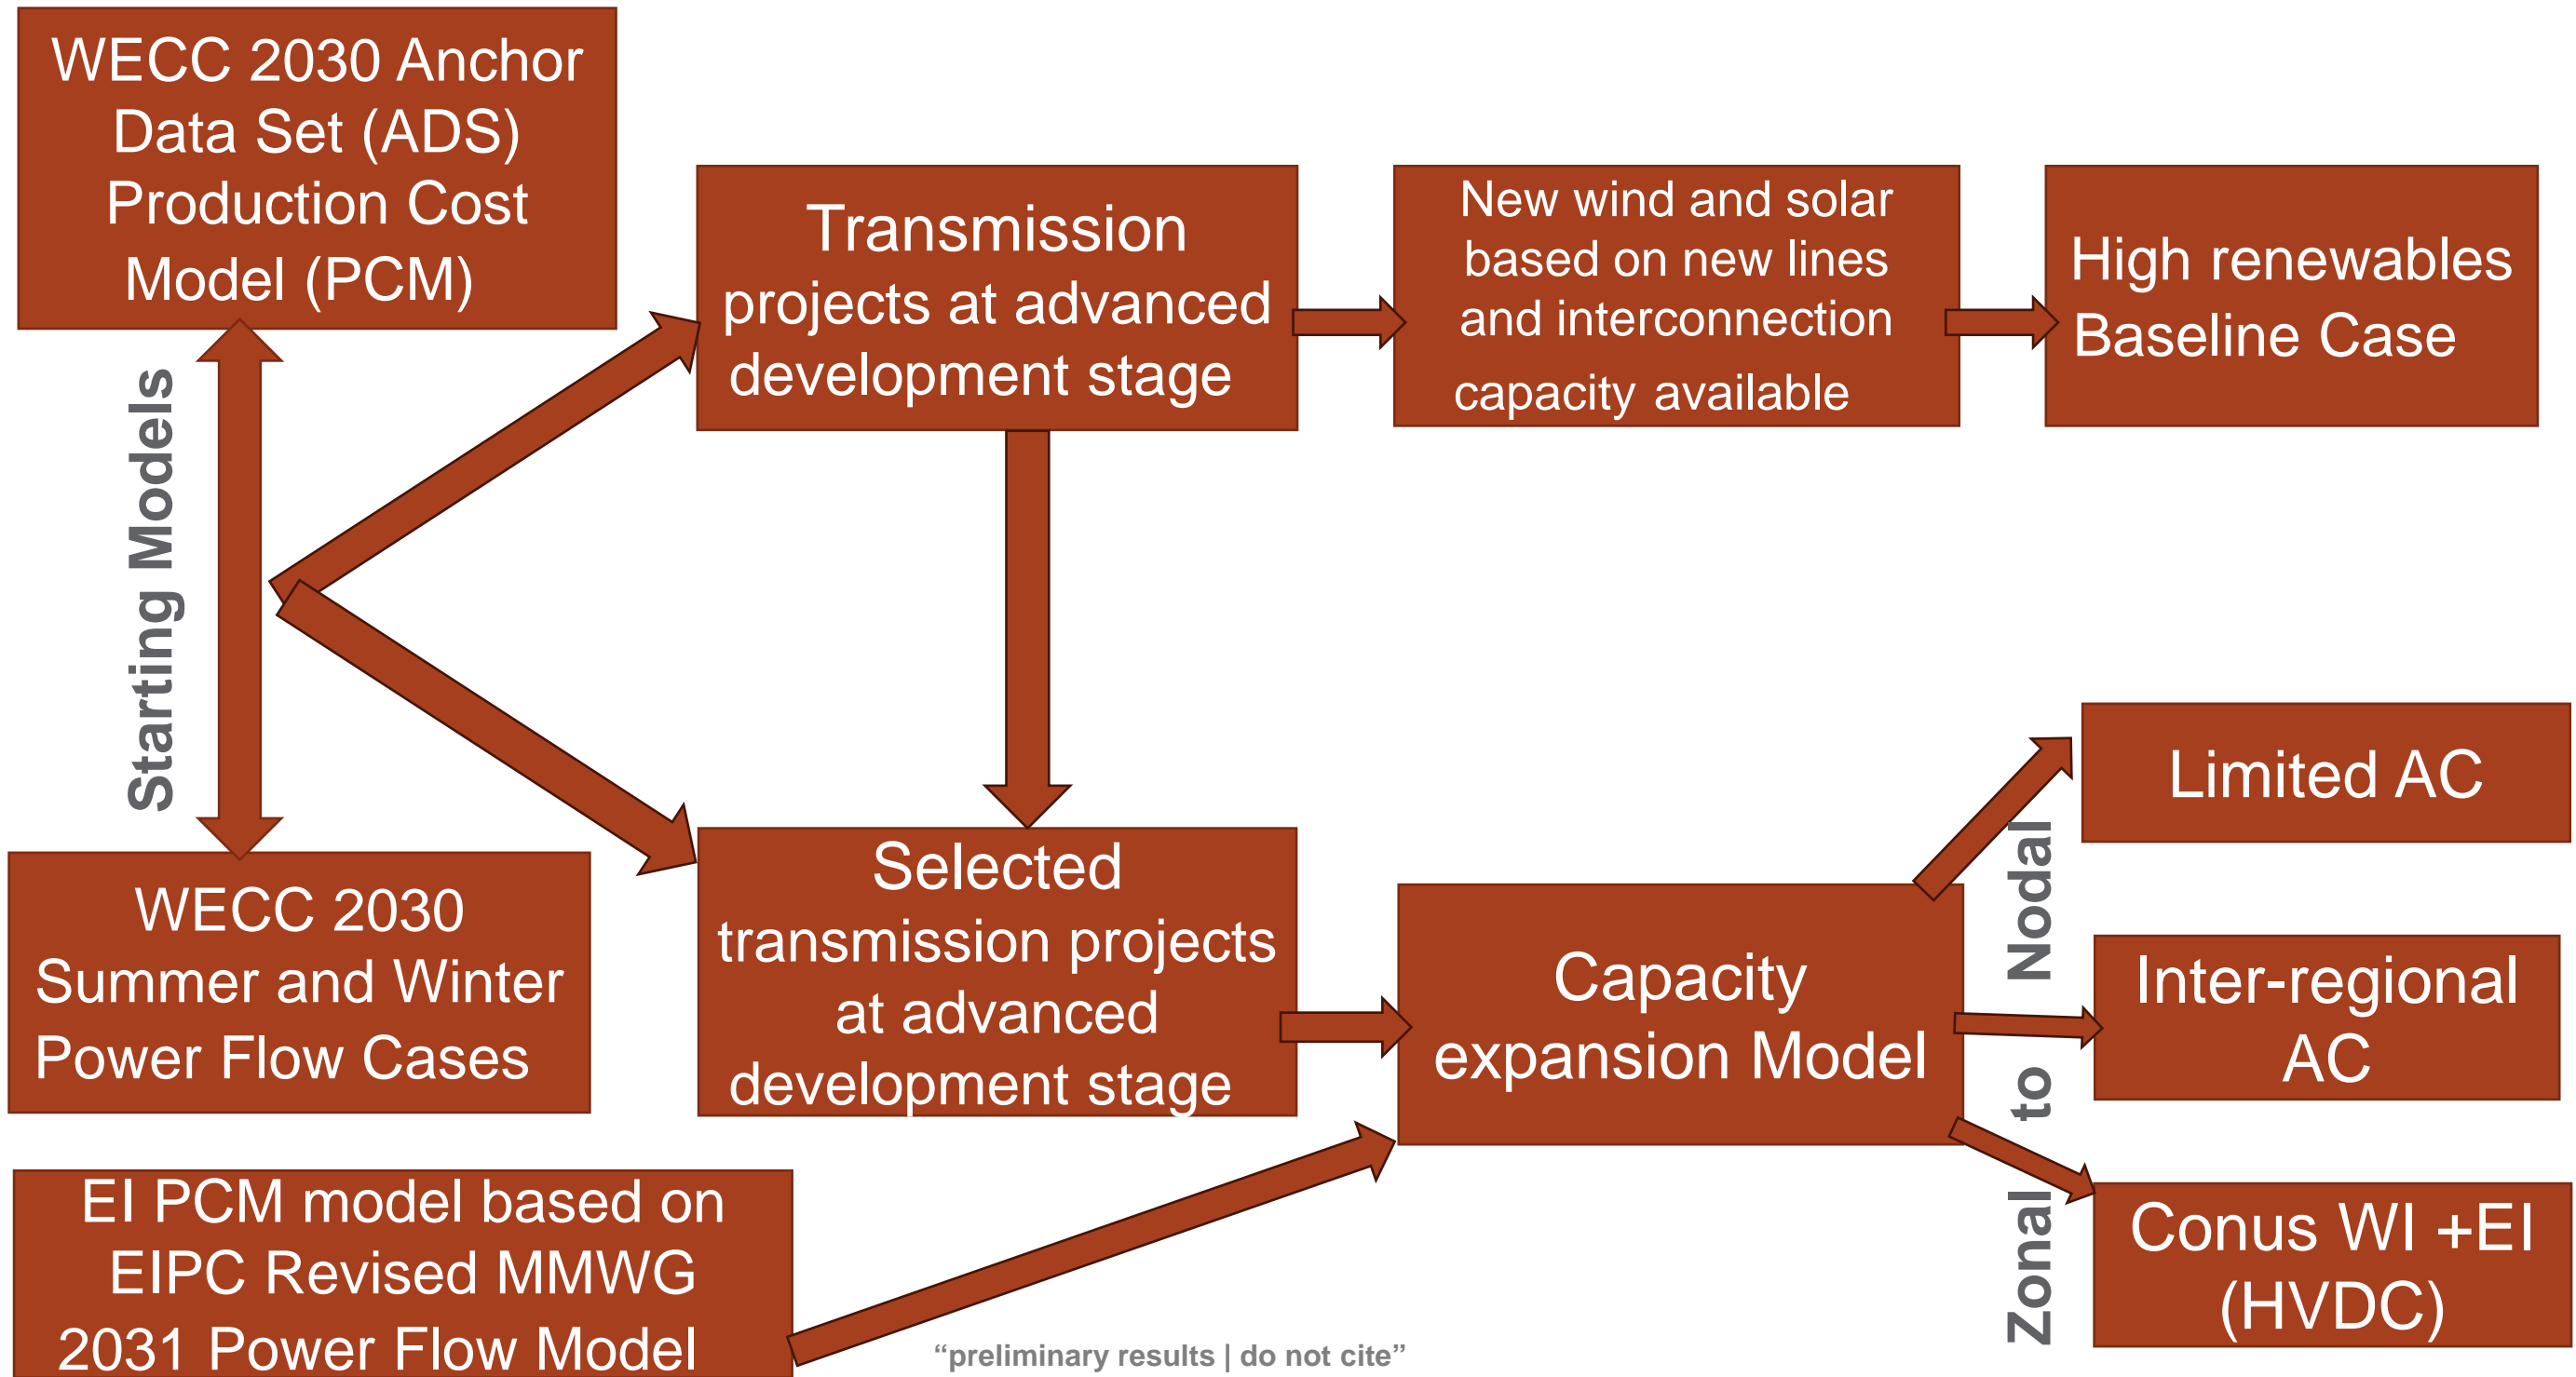 WECC 2030 Anchor
Data Set (ADS)
Production Cost
Model (PCM)
Starting Models
WECC 2030
Summer and Winter
Power Flow Cases
EI PCM model based on
EIPC Revised MMWG
2031 Power Flow Model
Transmission
projects at advanced
development stage
New wind and solar
based on new lines
and interconnection
capacity available
High renewables
Baseline Case
Selected
transmission projects
at advanced
development stage
Capacity
expansion Model
Zonal to Nodal
Limited AC
Inter-regional
AC
Conus WI +EI
(HVDC)
“preliminary results | do not cite”